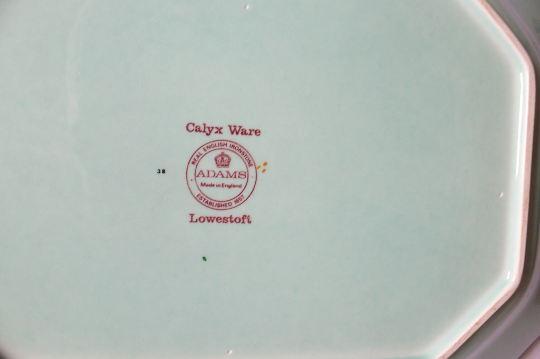 Calyx Ware
REAL ENGLISH IRONSTONE
ADAMS
Made in England
ESTABLISHED 1657
Lowestoft
38